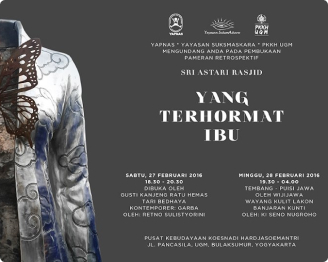 YAPNAS
Yayasan SuksMaskara
PKKH
UGM
YAPNAS * YAYASAN SUKSMASKARA * PKKH UGM
MENGUNDANG ANDA PADA PEMBUKAAN
PAMERAN RETROSPEKTIF
SRI ASTARI RASJID
YANG
TERHORMAT
IBU
SABTU, 27 FEBRUARI 2016
18.30 - 20.30
DIBUKA OLEH
GUSTI KANJENG RATU HEMAS
TARI BEDHAYA
KONTEMPORER: GARBA
OLEH: RETNO SULISTYORINI
MINGGU, 28 FEBRUARI 2016
19.30 - 04.00
TEMBANG - PUISI JAWA
OLEH WIJIJAWA
WAYANG KULIT LAKON
BANJARAN KUNTI
OLEH: KI SENO NUGROHO
PUSAT KEBUDAYAAN KOESNADI HARDJASOEMANTRI
JL. PANCASILA, UGM, BULAKSUMUR, YOGYAKARTA